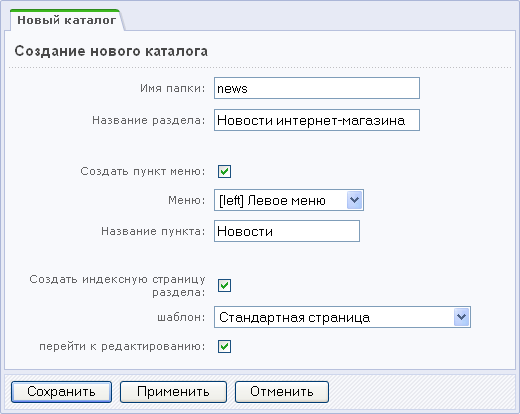 Новый каталог
Создание нового каталога
Имя папки: news
Название раздела: Новости интернет-магазина
Создать пункт меню:
Меню: [left] Левое меню
Название пункта: Новости
Создать индексную страницу
раздела:
шаблон: Стандартная страница
перейти к редактированию:
Сохранить Применить Отменить